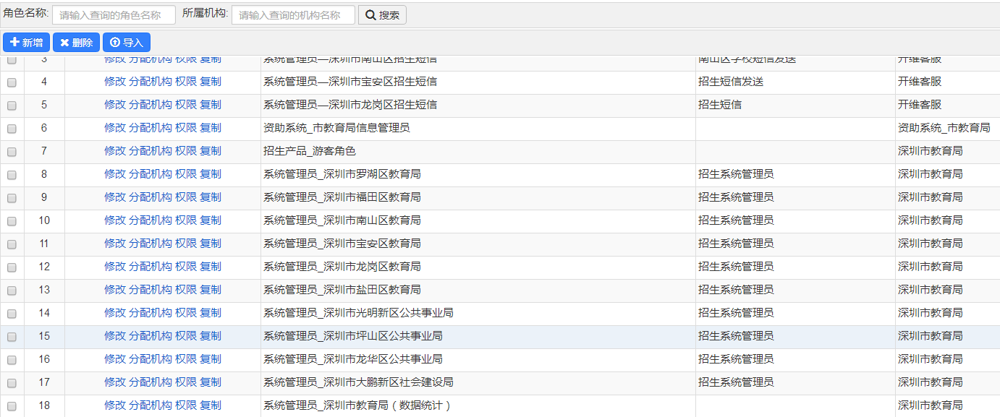 角色名称: 请输入查询的角色名称 所属机构: 请输入查询的机构名称 搜索
新增 删除 导入
3 修改 分配机构 权限 复制 系统管理员—深圳市南山区招生短信 南山区学校短信发送 开维客服
4 修改 分配机构 权限 复制 系统管理员—深圳市宝安区招生短信 招生短信发送 开维客服
5 修改 分配机构 权限 复制 系统管理员—深圳市龙岗区招生短信 招生短信 开维客服
6 修改 分配机构 权限 复制 资助系统_市教育局信息管理员 资助系统_市教育局
7 修改 分配机构 权限 复制 招生产品_游客角色 深圳市教育局
8 修改 分配机构 权限 复制 系统管理员_深圳市罗湖区教育局 招生系统管理员 深圳市教育局
9 修改 分配机构 权限 复制 系统管理员_深圳市福田区教育局 招生系统管理员 深圳市教育局
10 修改 分配机构 权限 复制 系统管理员_深圳市南山区教育局 招生系统管理员 深圳市教育局
11 修改 分配机构 权限 复制 系统管理员_深圳市宝安区教育局 招生系统管理员 深圳市教育局
12 修改 分配机构 权限 复制 系统管理员_深圳市龙岗区教育局 招生系统管理员 深圳市教育局
13 修改 分配机构 权限 复制 系统管理员_深圳市盐田区教育局 招生系统管理员 深圳市教育局
14 修改 分配机构 权限 复制 系统管理员_深圳市光明新区公共事业局 招生系统管理员 深圳市教育局
15 修改 分配机构 权限 复制 系统管理员_深圳市坪山区公共事业局 招生系统管理员 深圳市教育局
16 修改 分配机构 权限 复制 系统管理员_深圳市龙华区公共事业局 招生系统管理员 深圳市教育局
17 修改 分配机构 权限 复制 系统管理员_深圳市大鹏新区社会建设局 招生系统管理员 深圳市教育局
18 修改 分配机构 权限 复制 系统管理员_深圳市教育局（数据统计） 深圳市教育局